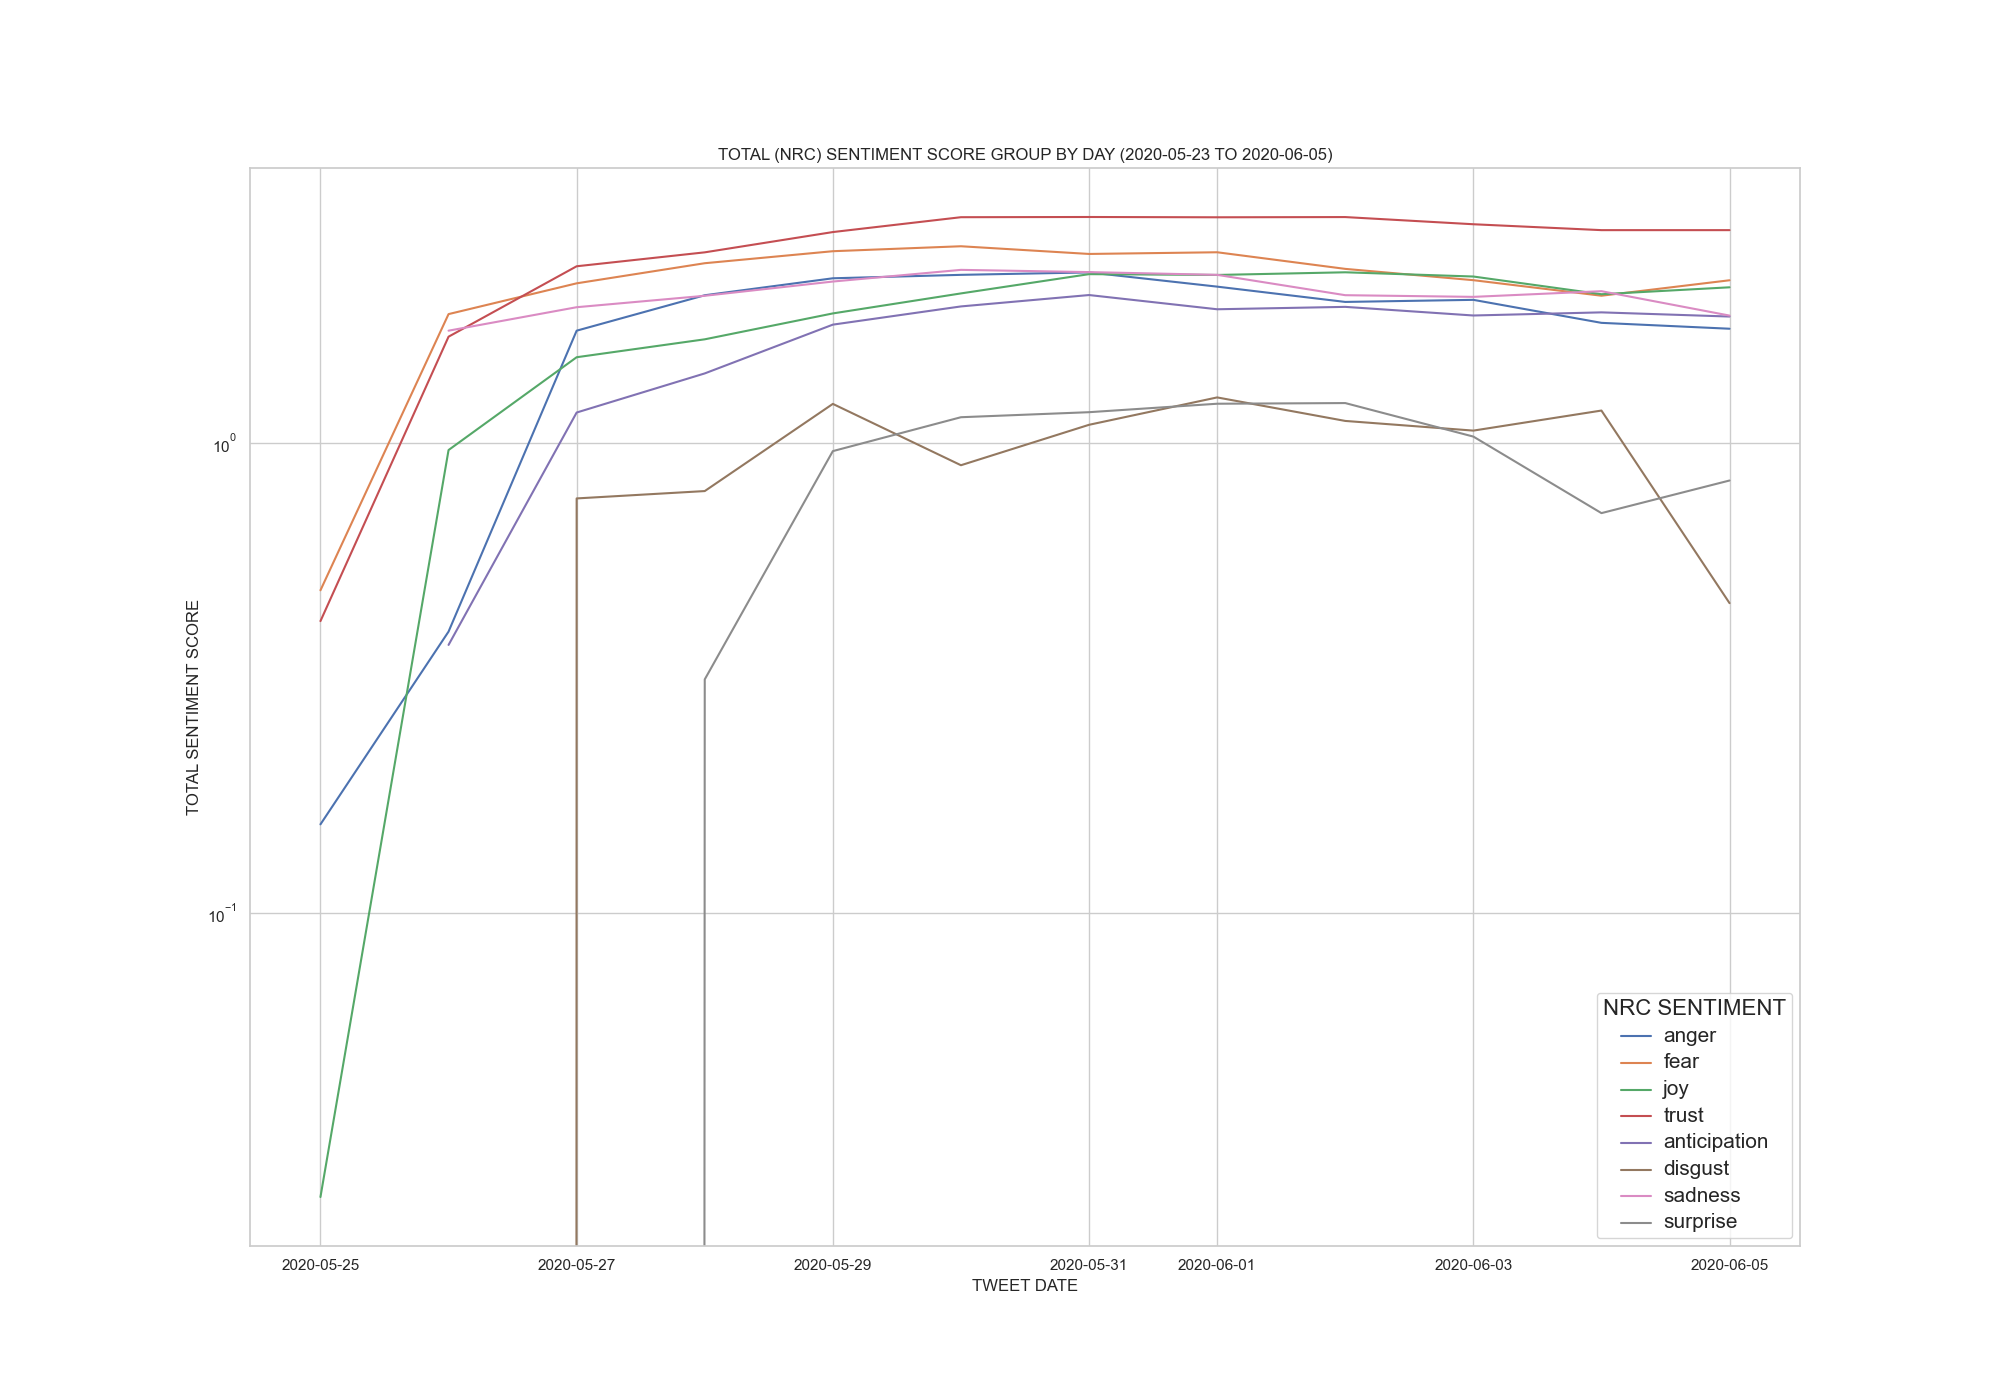 TOTAL (NRC) SENTIMENT SCORE GROUP BY DAY (2020-05-23 TO 2020-06-05)
TOTAL SENTIMENT SCORE
10⁰
10⁻¹
2020-05-25 2020-05-27 2020-05-29 2020-05-31 2020-06-01 2020-06-03 2020-06-05
TWEET DATE
NRC SENTIMENT
anger
fear
joy
trust
anticipation
disgust
sadness
surprise